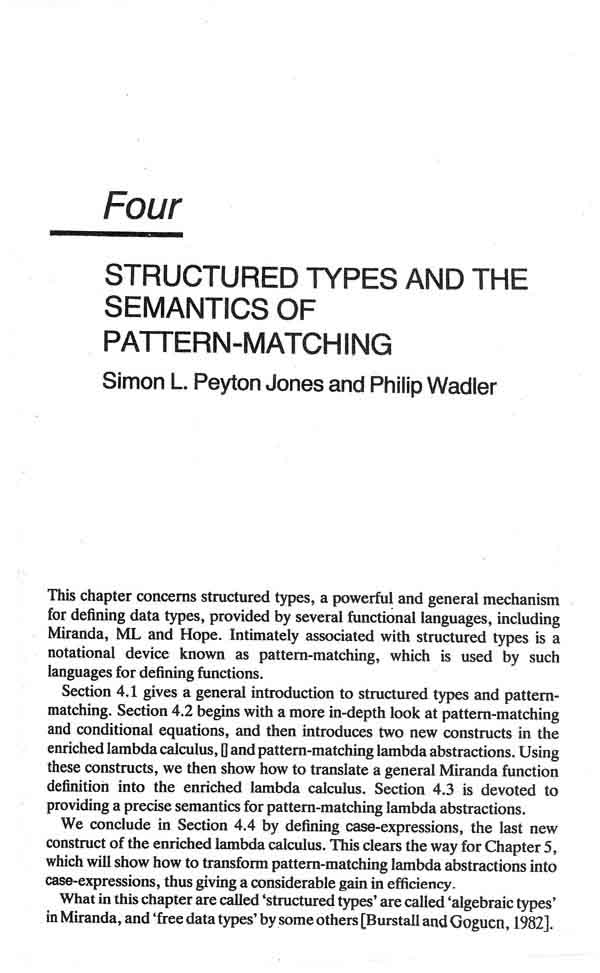 Four
STRUCTURED TYPES AND THE
SEMANTICS OF
PATTERN-MATCHING
Simon L. Peyton Jones and Philip Wadler
This chapter concerns structured types, a powerful and general mechanism
for defining data types, provided by several functional languages, including
Miranda, ML and Hope. Intimately associated with structured types is a
notational device known as pattern-matching, which is used by such
languages for defining functions.
Section 4.1 gives a general introduction to structured types and pattern-
matching. Section 4.2 begins with a more in-depth look at pattern-matching
and conditional equations, and then introduces two new constructs in the
enriched lambda calculus, [] and pattern-matching lambda abstractions. Using
these constructs, we then show how to translate a general Miranda function
definition into the enriched lambda calculus. Section 4.3 is devoted to
providing a precise semantics for pattern-matching lambda abstractions.
We conclude in Section 4.4 by defining case-expressions, the last new
construct of the enriched lambda calculus. This clears the way for Chapter 5,
which will show how to transform pattern-matching lambda abstractions into
case-expressions, thus giving a considerable gain in efficiency.
What in this chapter are called 'structured types' are called 'algebraic types'
in Miranda, and 'free data types' by some others [Burstall and Goguen, 1982].